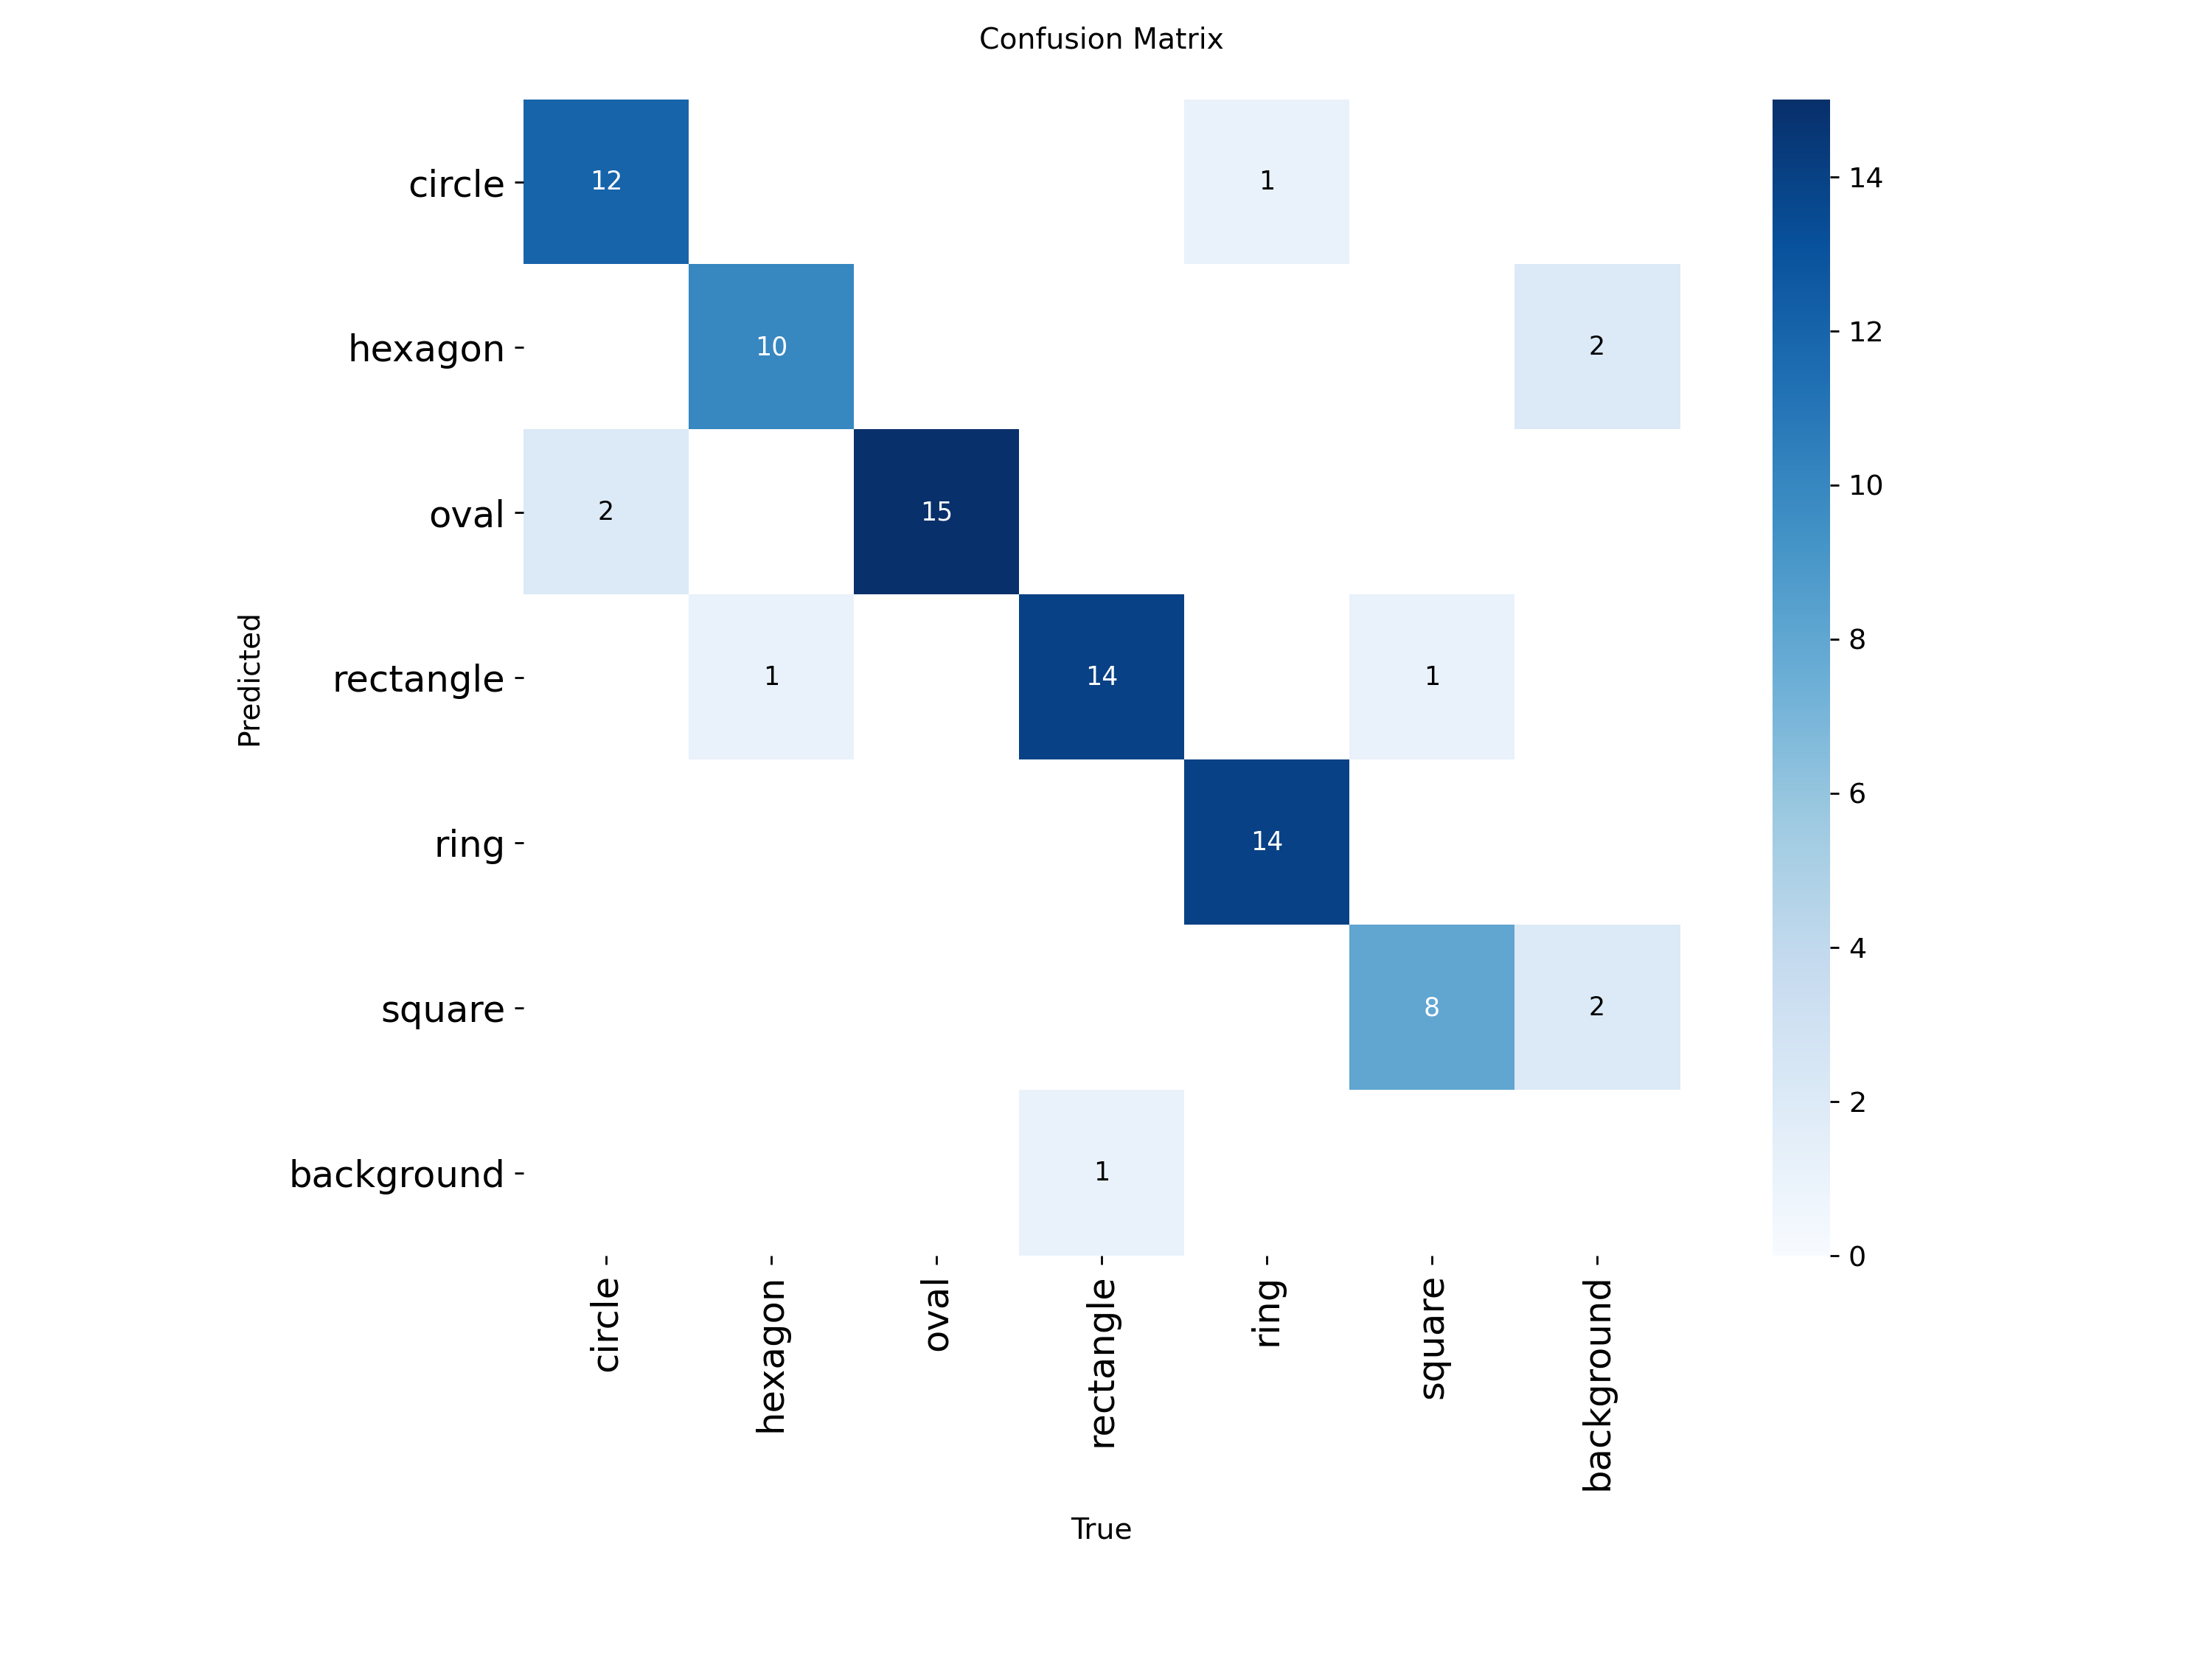 Confusion Matrix
circle 12 1
hexagon 10 2
oval 2 15
rectangle 1 14 1
ring 14
square 8 2
background 1
Predicted
circle hexagon oval rectangle ring square background
True
14
12
10
8
6
4
2
0